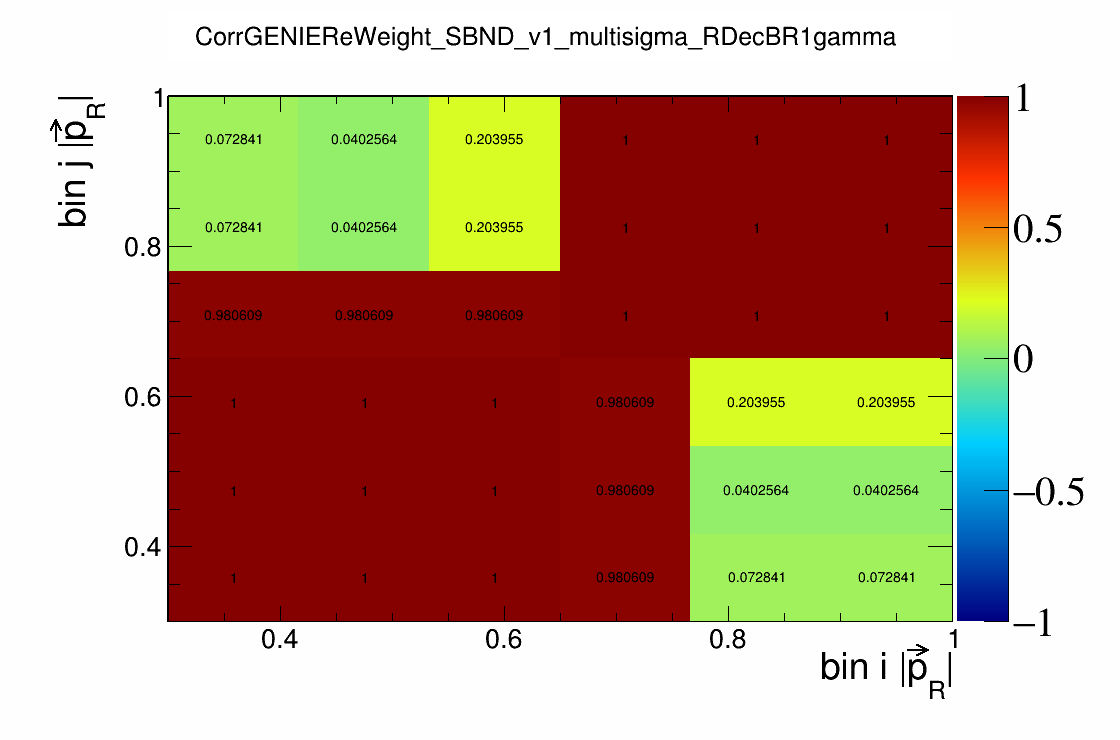 CorrGENIEReWeight_SBND_v1_multisigma_RDecBR1gamma
bin j |p⃗_R|
1
0.8
0.6
0.4
0.072841 0.0402564 0.203955 1 1 1
0.072841 0.0402564 0.203955 1 1 1
0.980609 0.980609 0.980609 1 1 1
1 1 1 0.980609 0.203955 0.203955
1 1 1 0.980609 0.0402564 0.0402564
1 1 1 0.980609 0.072841 0.072841
0.4 0.6 0.8 1
bin i |p⃗_R|
1
0.5
0
−0.5
−1